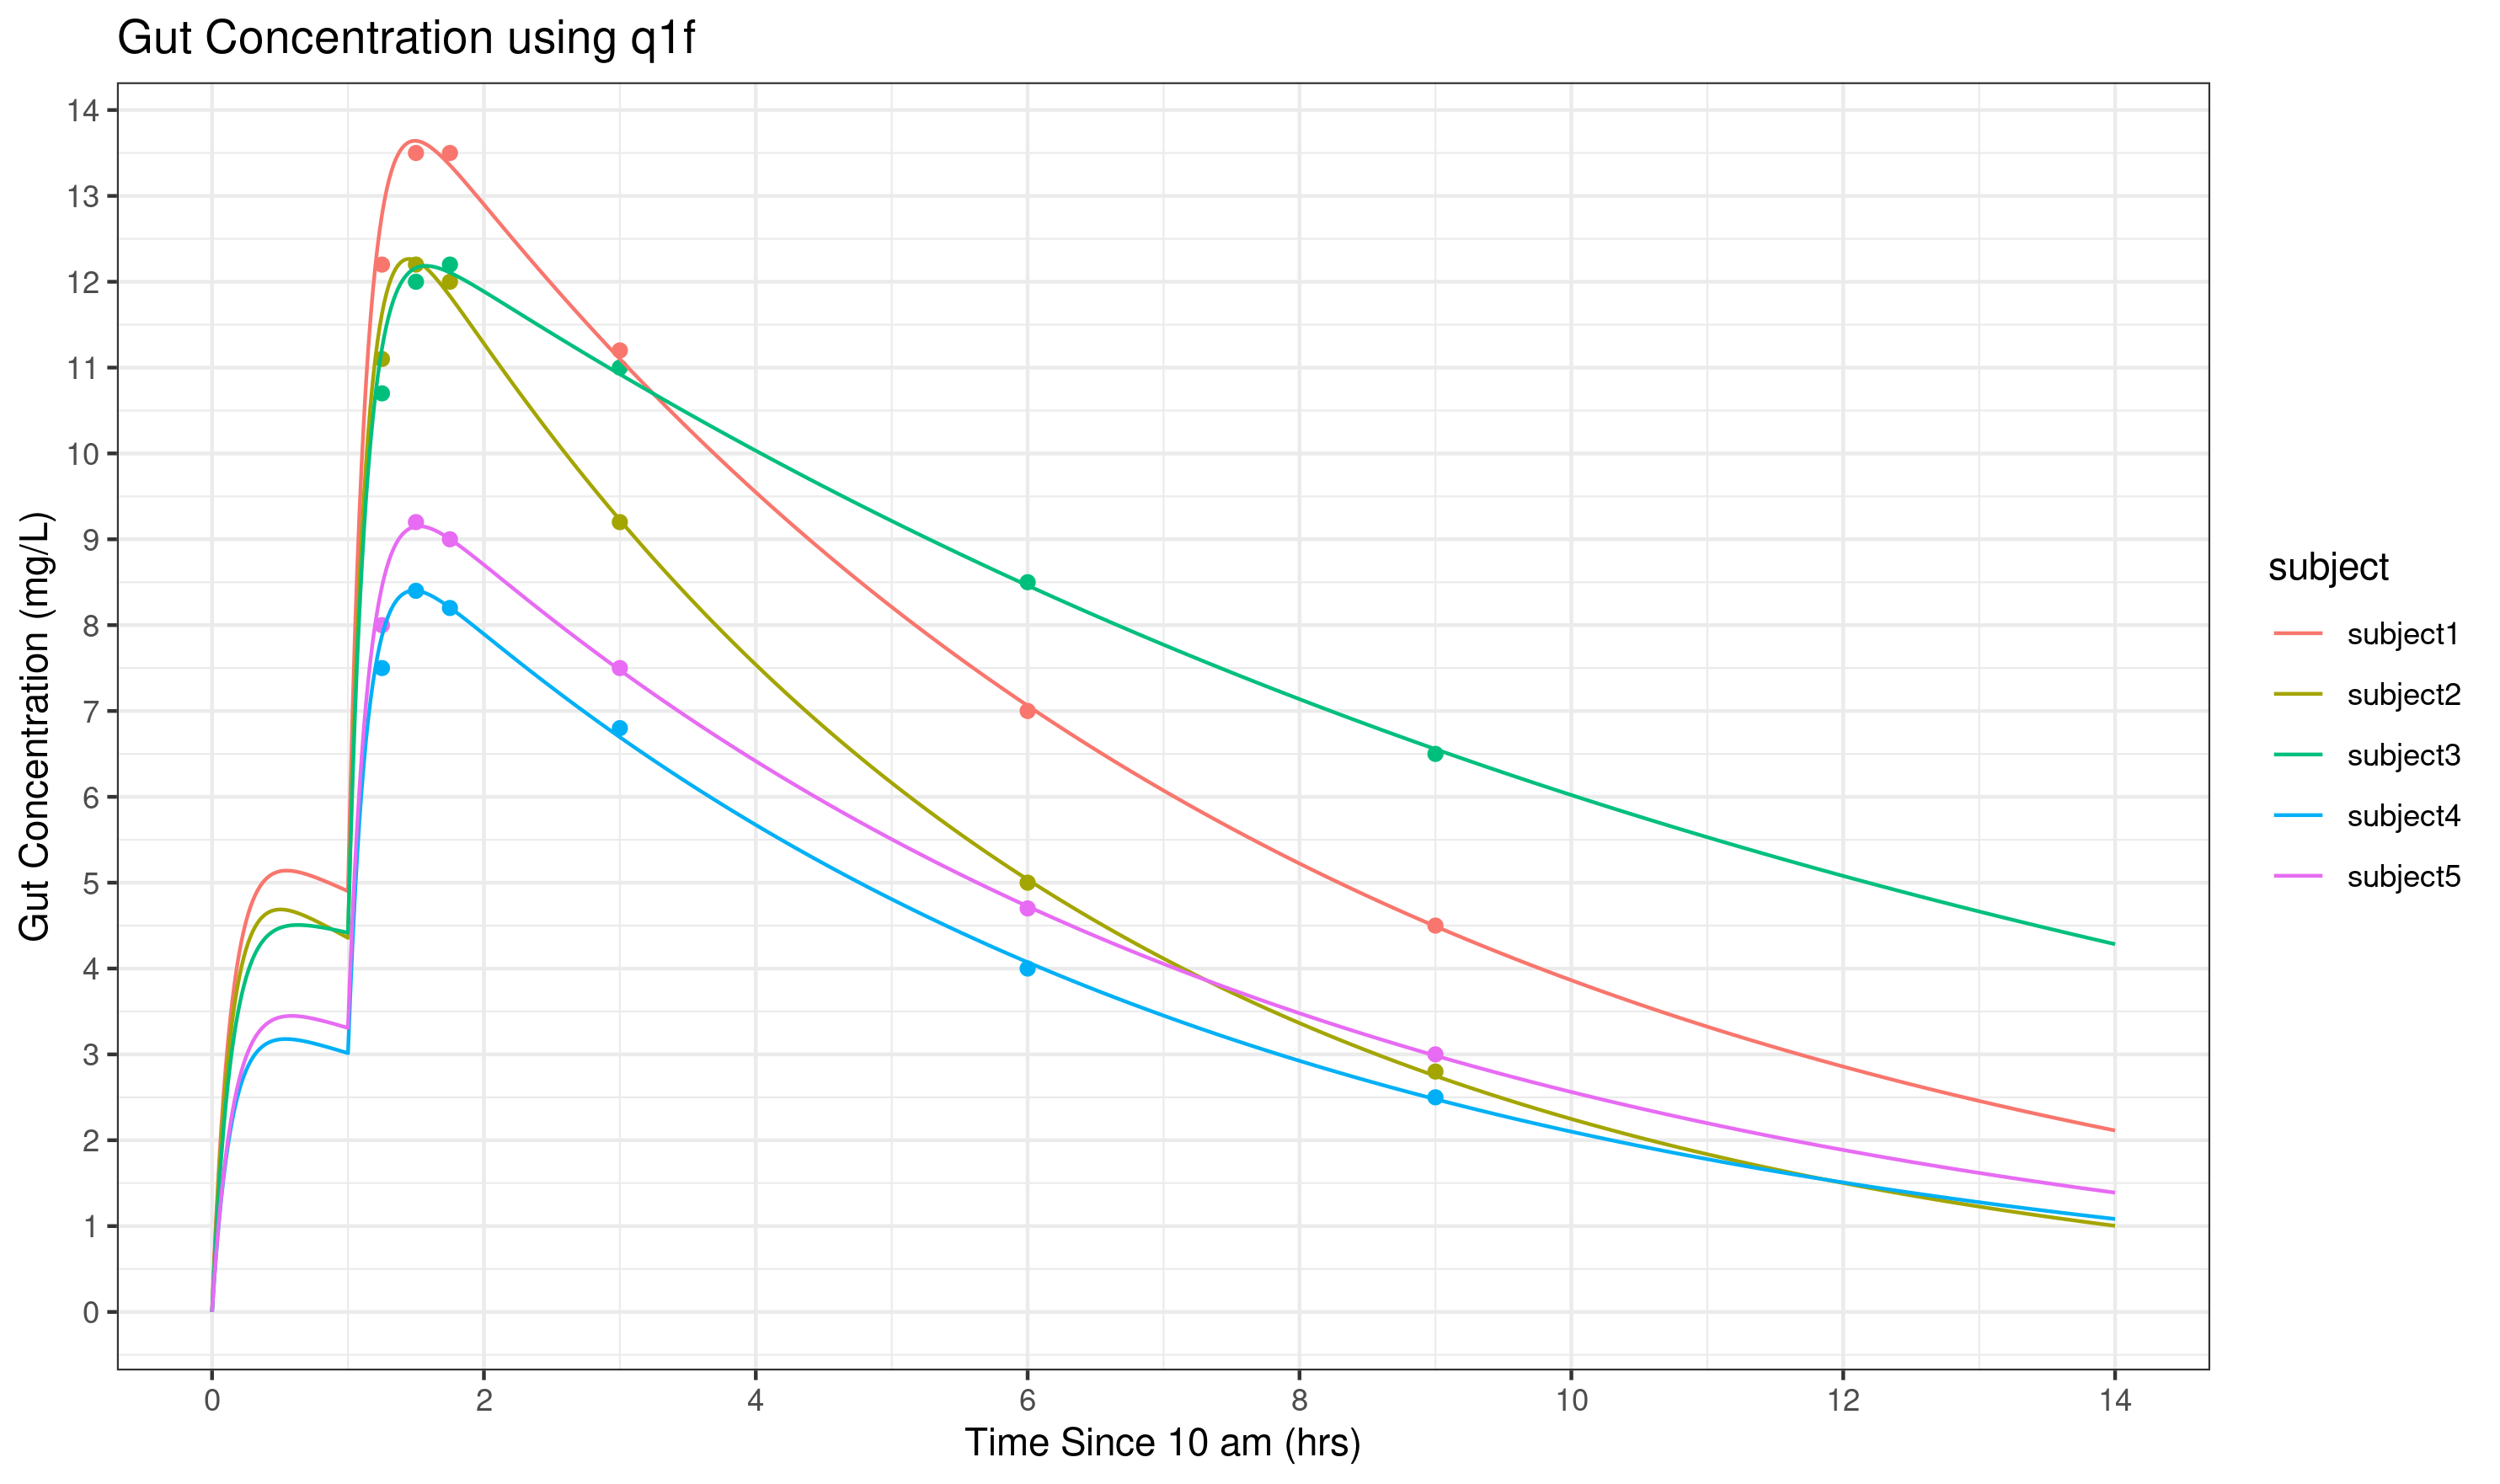 Gut Concentration using q1f
Gut Concentration (mg/L)
14
13
12
11
10
9
8
7
6
5
4
3
2
1
0
0 2 4 6 8 10 12 14
Time Since 10 am (hrs)
subject
subject1
subject2
subject3
subject4
subject5